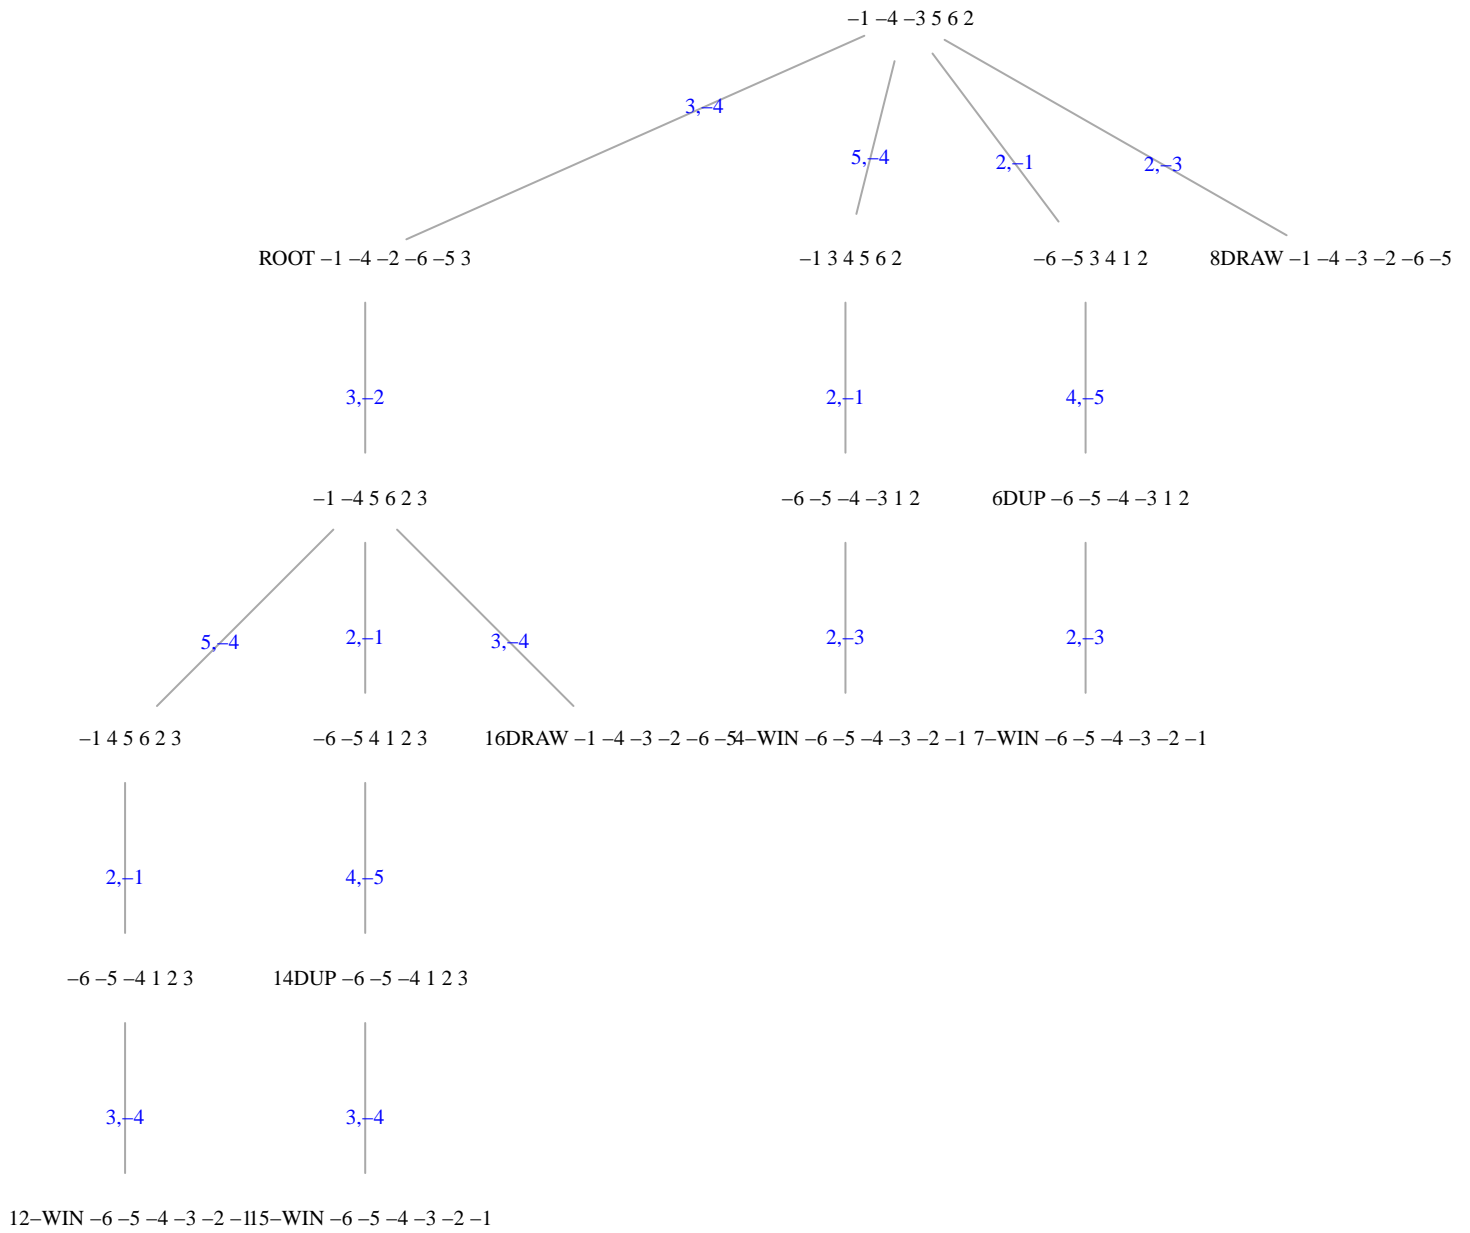 –1 –4 –3 5 6 2
3,–4
5,–4
2,–1
2,–3
ROOT –1 –4 –2 –6 –5 3
–1 3 4 5 6 2
–6 –5 3 4 1 2
8DRAW –1 –4 –3 –2 –6 –5
3,–2
2,–1
4,–5
–1 –4 5 6 2 3
–6 –5 –4 –3 1 2
6DUP –6 –5 –4 –3 1 2
5,–4
2,–1
3,–4
2,–3
2,–3
–1 4 5 6 2 3
–6 –5 4 1 2 3
16DRAW –1 –4 –3 –2 –6 –5
4–WIN –6 –5 –4 –3 –2 –1
7–WIN –6 –5 –4 –3 –2 –1
2,–1
4,–5
–6 –5 –4 1 2 3
14DUP –6 –5 –4 1 2 3
3,–4
3,–4
12–WIN –6 –5 –4 –3 –2 –1
15–WIN –6 –5 –4 –3 –2 –1